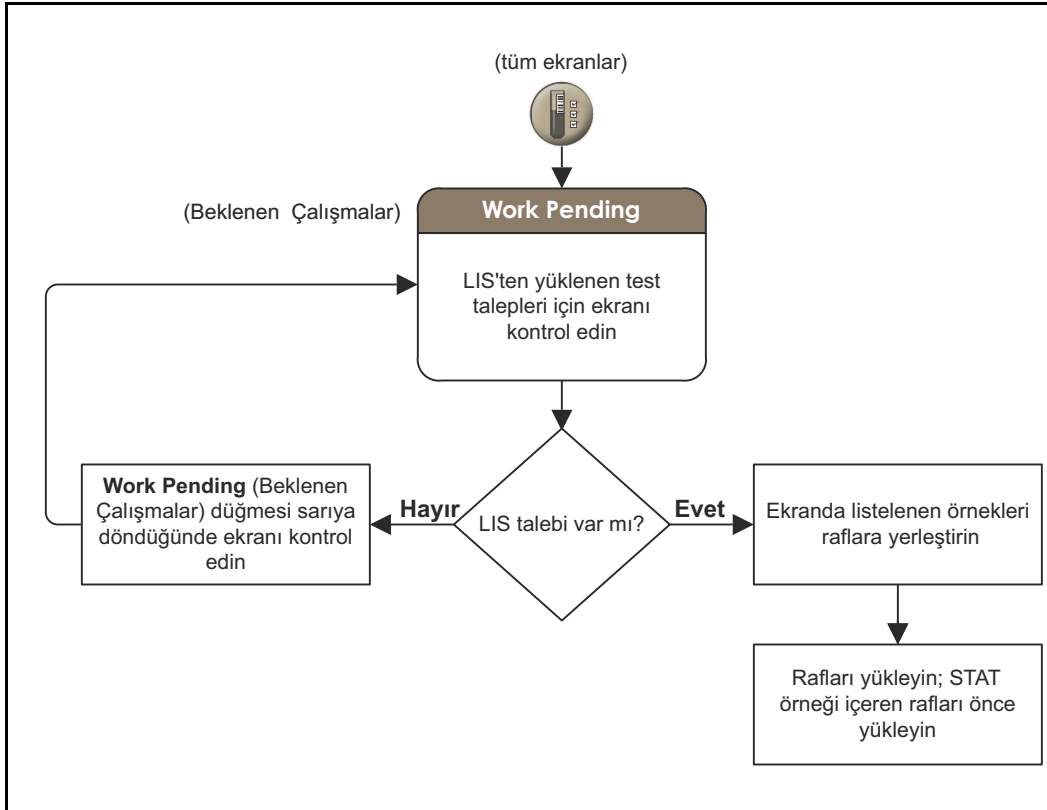 (tüm ekranlar)
(Beklenen Çalışmalar)
Work Pending
LIS'ten yüklenen test
talepleri için ekranı
kontrol edin
Work Pending (Beklenen
Çalışmalar) düğmesi sarıya
döndüğünde ekranı kontrol
edin
Hayır
LIS talebi var mı?
Evet
Ekranda listelenen örnekleri
raflara yerleştirin
Rafları yükleyin; STAT
örneği içeren rafları önce
yükleyin